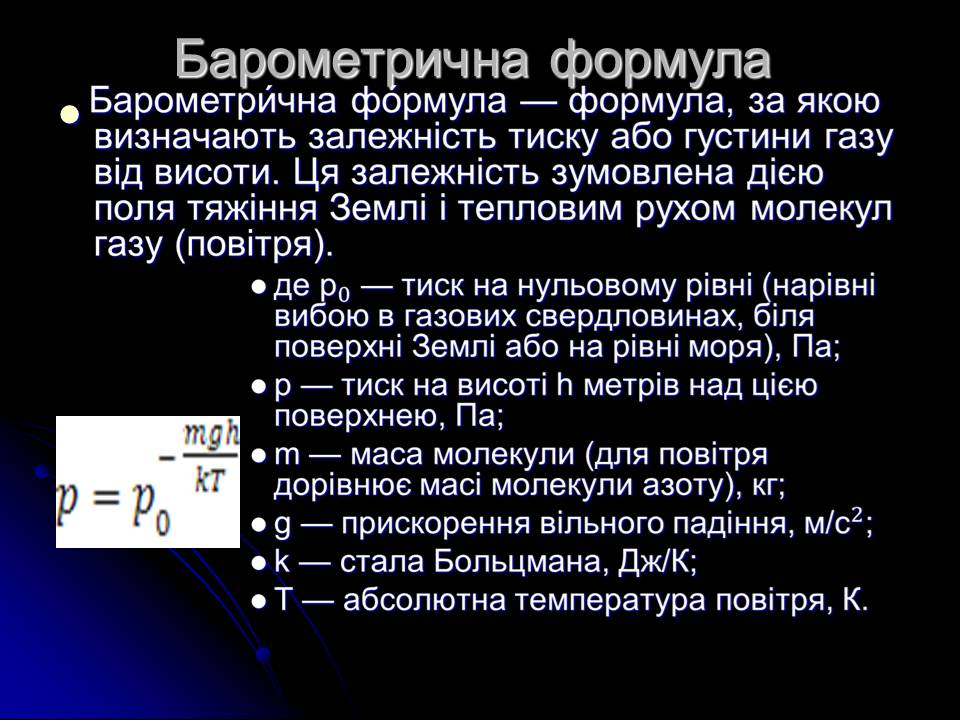 Барометрична формула
Барометри́чна фо́рмула — формула, за якою
визначають залежність тиску або густини газу
від висоти. Ця залежність зумовлена дією
поля тяжіння Землі і тепловим рухом молекул
газу (повітря).
де p₀ — тиск на нульовому рівні (нарівні
вибою в газових свердловинах, біля
поверхні Землі або на рівні моря), Па;
p — тиск на висоті h метрів над цією
поверхнею, Па;
m — маса молекули (для повітря
дорівнює масі молекули азоту), кг;
g — прискорення вільного падіння, м/с²;
k — стала Больцмана, Дж/К;
T — абсолютна температура повітря, К.
p = p₀^(−mgh/kT)